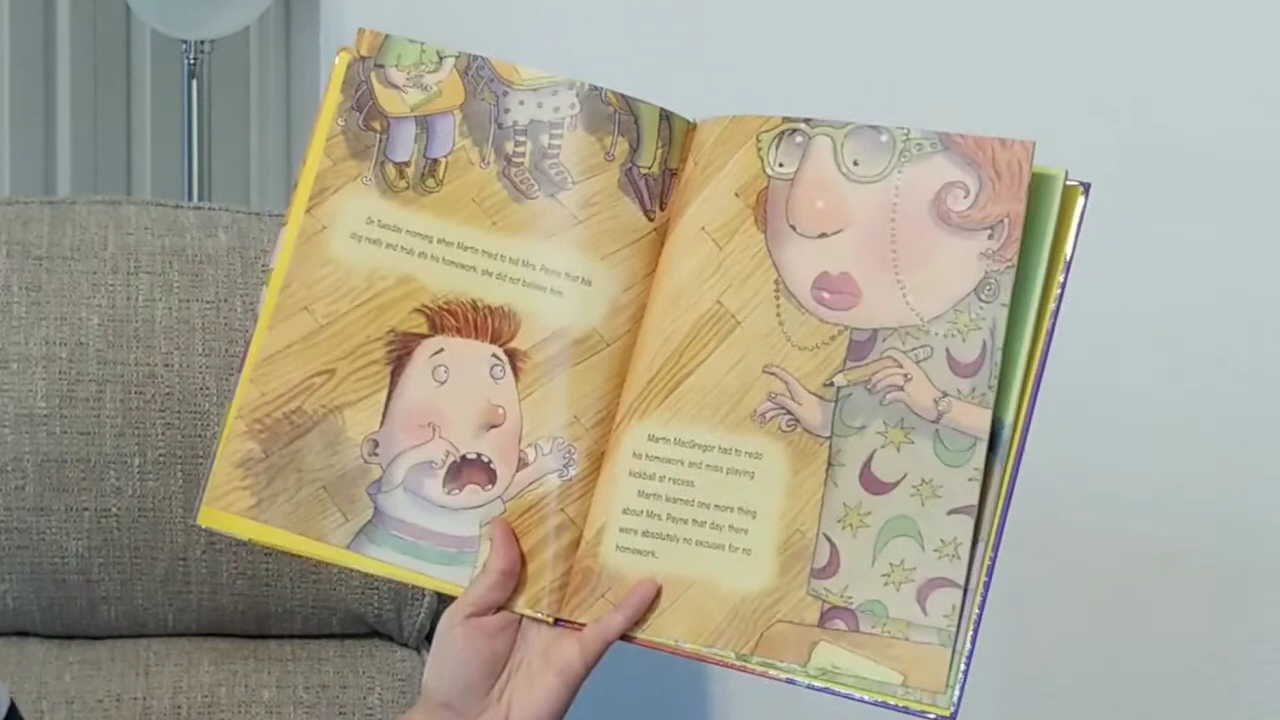 On Tuesday morning, when Martin tried to tell Mrs. Payne that his
dog really and truly ate his homework, she did not believe him.
Martin MacGregor had to redo
his homework and miss playing
kickball at recess.
Martin learned one more thing
about Mrs. Payne that day: there
were absolutely no excuses for no
homework.